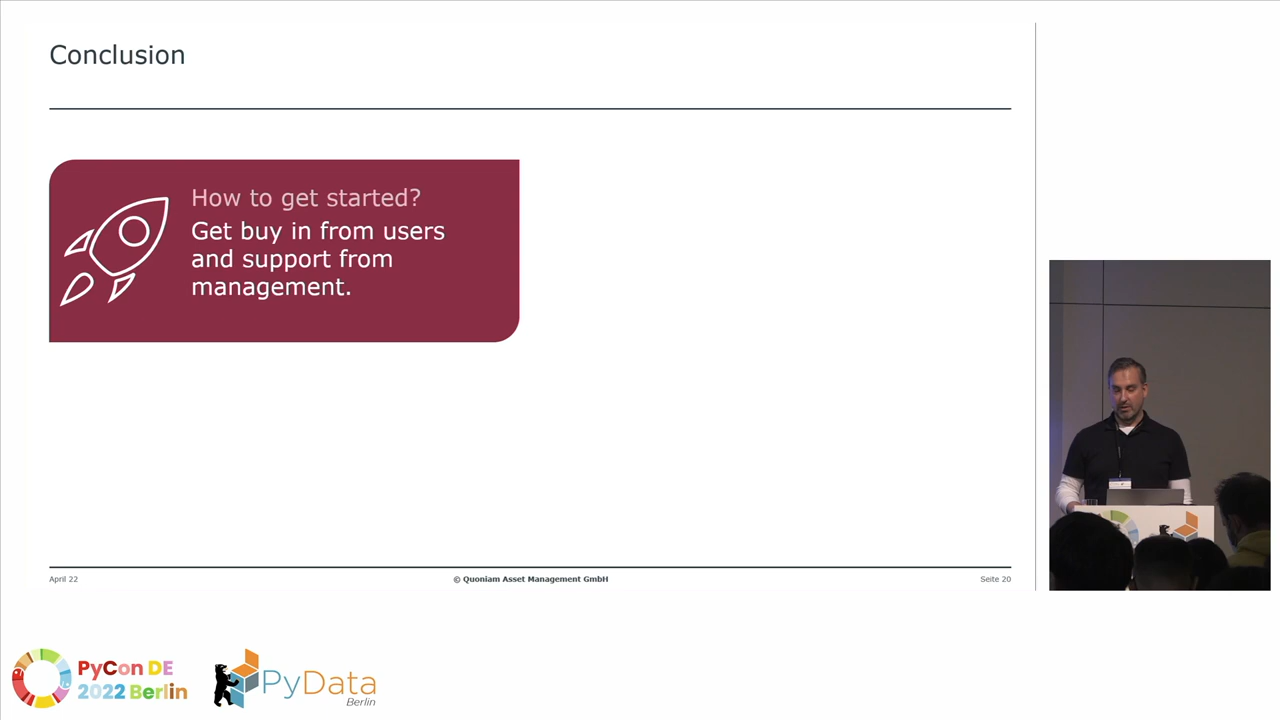 Conclusion
How to get started?
Get buy in from users
and support from
management.
April 22
© Quoniam Asset Management GmbH
Seite 20
PyCon DE
2022 Berlin
PyData
Berlin